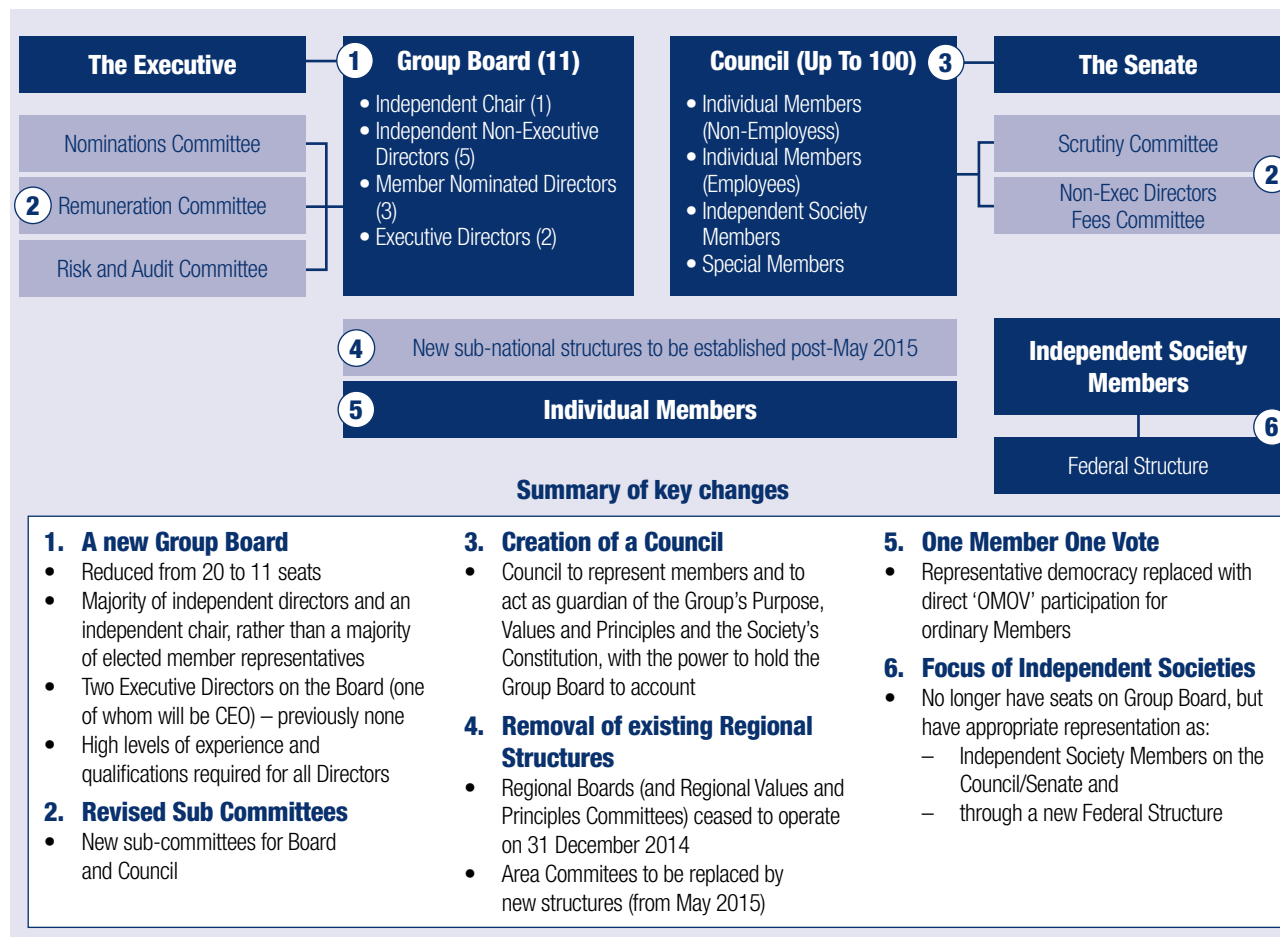 The Executive
Nominations Committee
2
Remuneration Committee
Risk and Audit Committee
1
Group Board (11)
• Independent Chair (1)
• Independent Non-Executive
Directors (5)
• Member Nominated Directors
(3)
• Executive Directors (2)
Council (Up To 100)
3
• Individual Members
(Non-Employess)
• Individual Members
(Employees)
• Independent Society
Members
• Special Members
The Senate
Scrutiny Committee
2
Non-Exec Directors
Fees Committee
4
New sub-national structures to be established post-May 2015
5
Individual Members
Independent Society
Members
6
Federal Structure
Summary of key changes
1. A new Group Board
• Reduced from 20 to 11 seats
• Majority of independent directors and an
independent chair, rather than a majority
of elected member representatives
• Two Executive Directors on the Board (one
of whom will be CEO) – previously none
• High levels of experience and
qualifications required for all Directors
2. Revised Sub Committees
• New sub-committees for Board
and Council
3. Creation of a Council
• Council to represent members and to
act as guardian of the Group’s Purpose,
Values and Principles and the Society’s
Constitution, with the power to hold the
Group Board to account
4. Removal of existing Regional
Structures
• Regional Boards (and Regional Values and
Principles Committees) ceased to operate
on 31 December 2014
• Area Commitees to be replaced by
new structures (from May 2015)
5. One Member One Vote
• Representative democracy replaced with
direct ‘OMOV’ participation for
ordinary Members
6. Focus of Independent Societies
• No longer have seats on Group Board, but
have appropriate representation as:
– Independent Society Members on the
Council/Senate and
– through a new Federal Structure